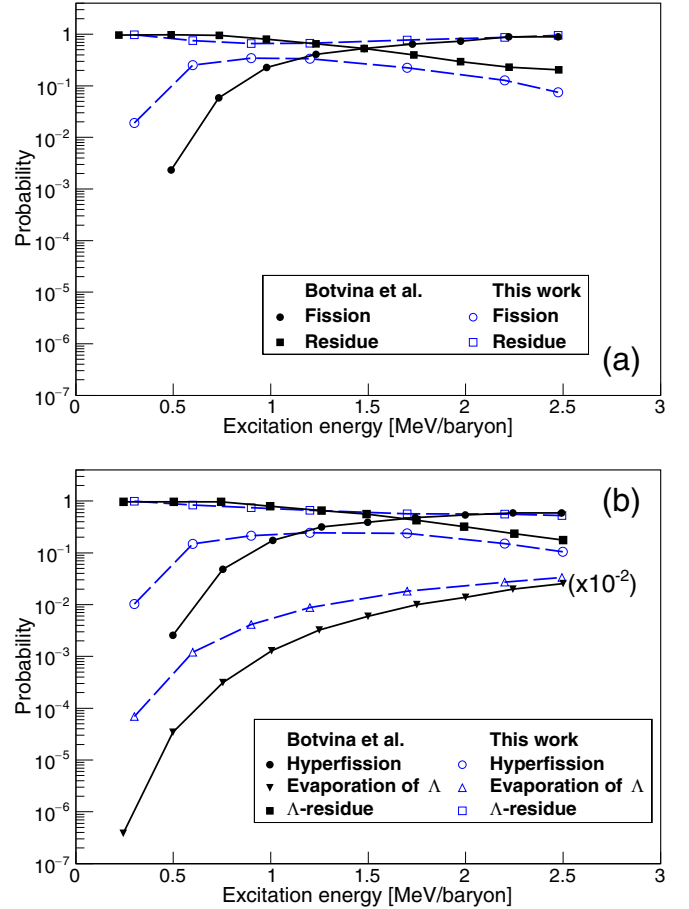 1
10⁻¹
10⁻²
10⁻³
10⁻⁴
10⁻⁵
10⁻⁶
10⁻⁷
Probability
Botvina et al. This work
Fission Fission
Residue Residue
(a)
0 0.5 1 1.5 2 2.5 3
Excitation energy [MeV/baryon]
(b)
1
10⁻¹
10⁻²
10⁻³
10⁻⁴
10⁻⁵
10⁻⁶
10⁻⁷
Probability
(x10⁻²)
Botvina et al. This work
Hyperfission Hyperfission
Evaporation of Λ Evaporation of Λ
Λ-residue Λ-residue
0 0.5 1 1.5 2 2.5 3
Excitation energy [MeV/baryon]